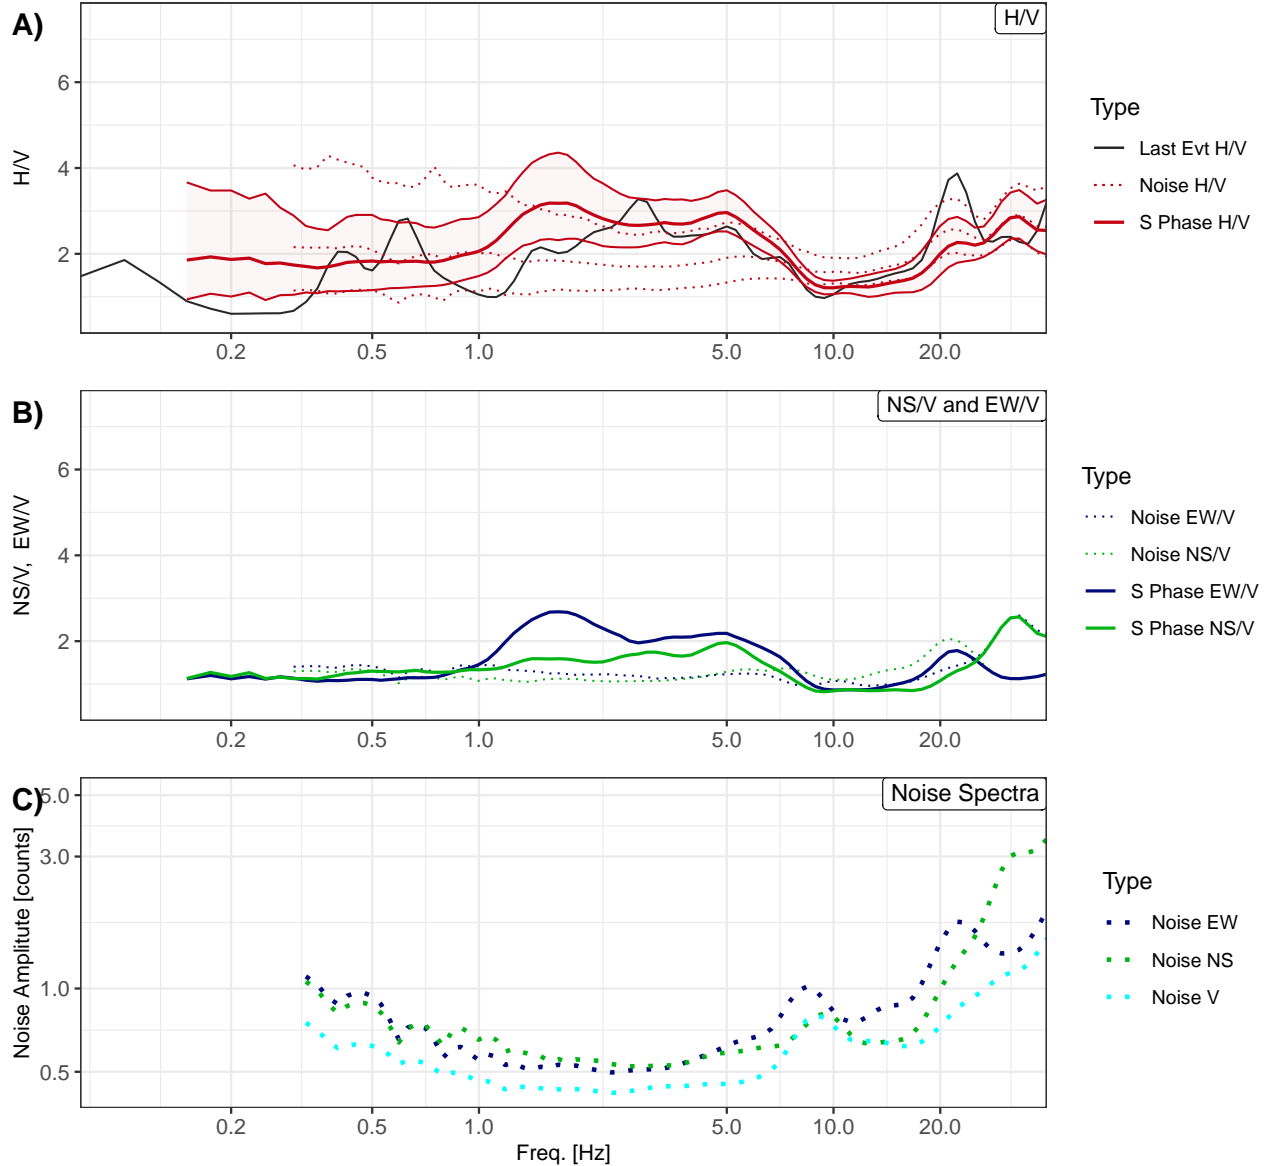 A)
H/V
H/V
6
4
2
0.2 0.5 1.0 5.0 10.0 20.0
Type
Last Evt H/V
Noise H/V
S Phase H/V
B)
NS/V and EW/V
NS/V, EW/V
6
4
2
0.2 0.5 1.0 5.0 10.0 20.0
Type
Noise EW/V
Noise NS/V
S Phase EW/V
S Phase NS/V
C)
Noise Spectra
Noise Amplitude [counts]
5.0
3.0
1.0
0.5
0.2 0.5 1.0 5.0 10.0 20.0
Freq. [Hz]
Type
Noise EW
Noise NS
Noise V